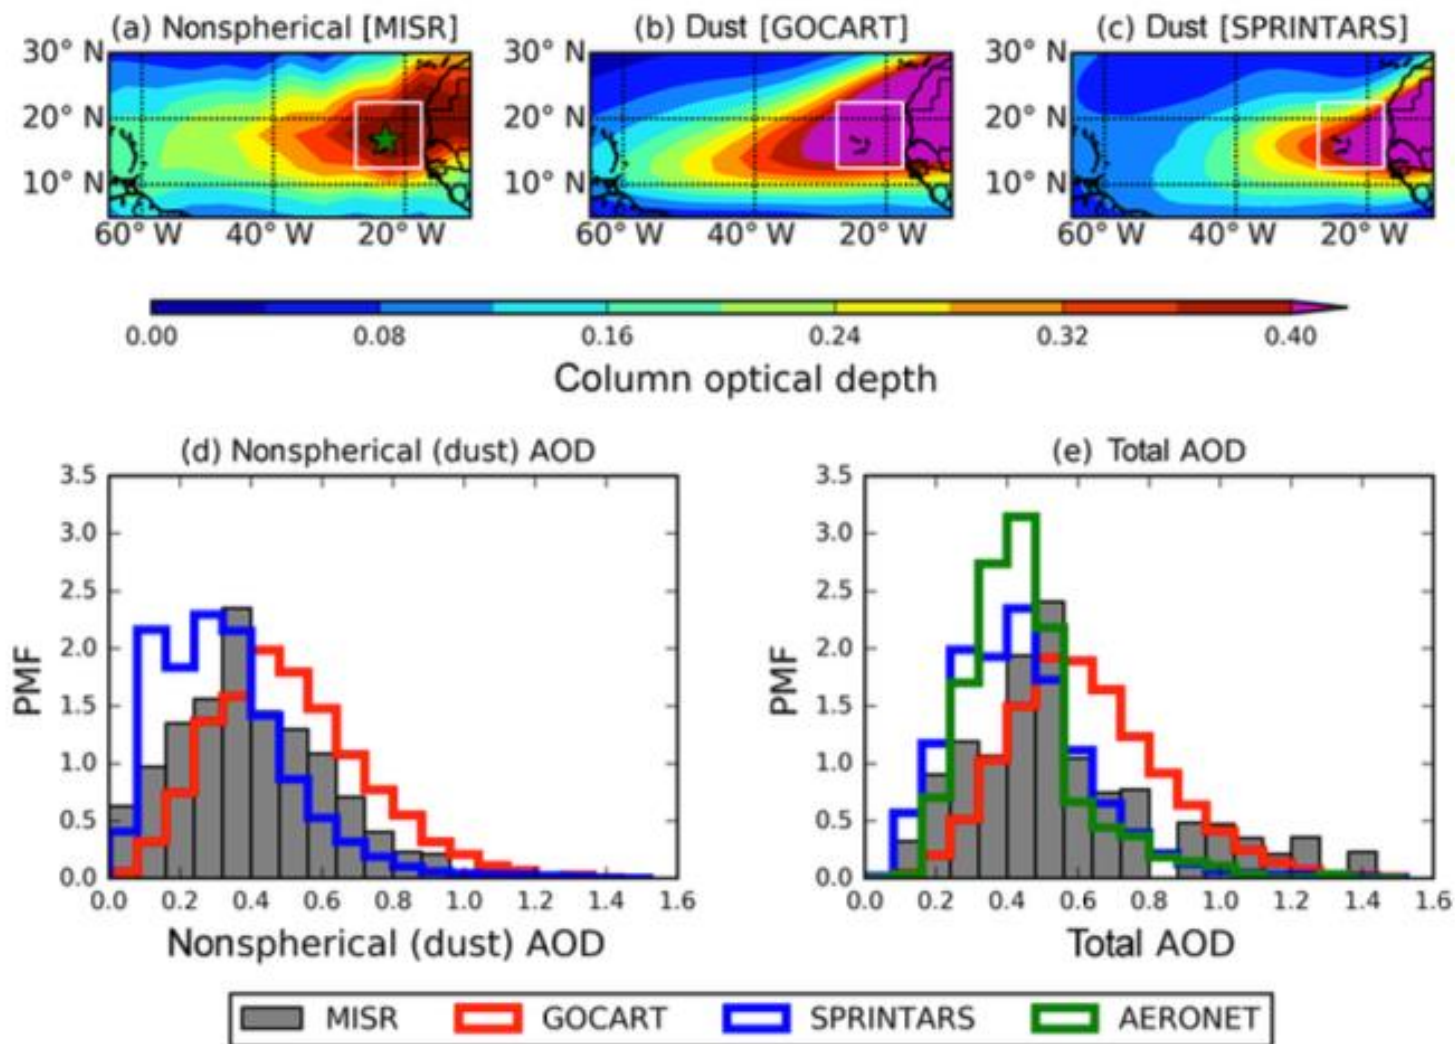 (a) Nonspherical [MISR] (b) Dust [GOCART] (c) Dust [SPRINTARS]
30° N 30° N 30° N
20° N 20° N 20° N
10° N 10° N 10° N
60° W 40° W 20° W 60° W 40° W 20° W 60° W 40° W 20° W
0.00 0.08 0.16 0.24 0.32 0.40
Column optical depth
(d) Nonspherical (dust) AOD (e) Total AOD
3.5 3.5
3.0 3.0
2.5 2.5
2.0 2.0
PMF PMF
1.5 1.5
1.0 1.0
0.5 0.5
0.0 0.0
0.0 0.2 0.4 0.6 0.8 1.0 1.2 1.4 1.6 0.0 0.2 0.4 0.6 0.8 1.0 1.2 1.4 1.6
Nonspherical (dust) AOD Total AOD
MISR GOCART SPRINTARS AERONET